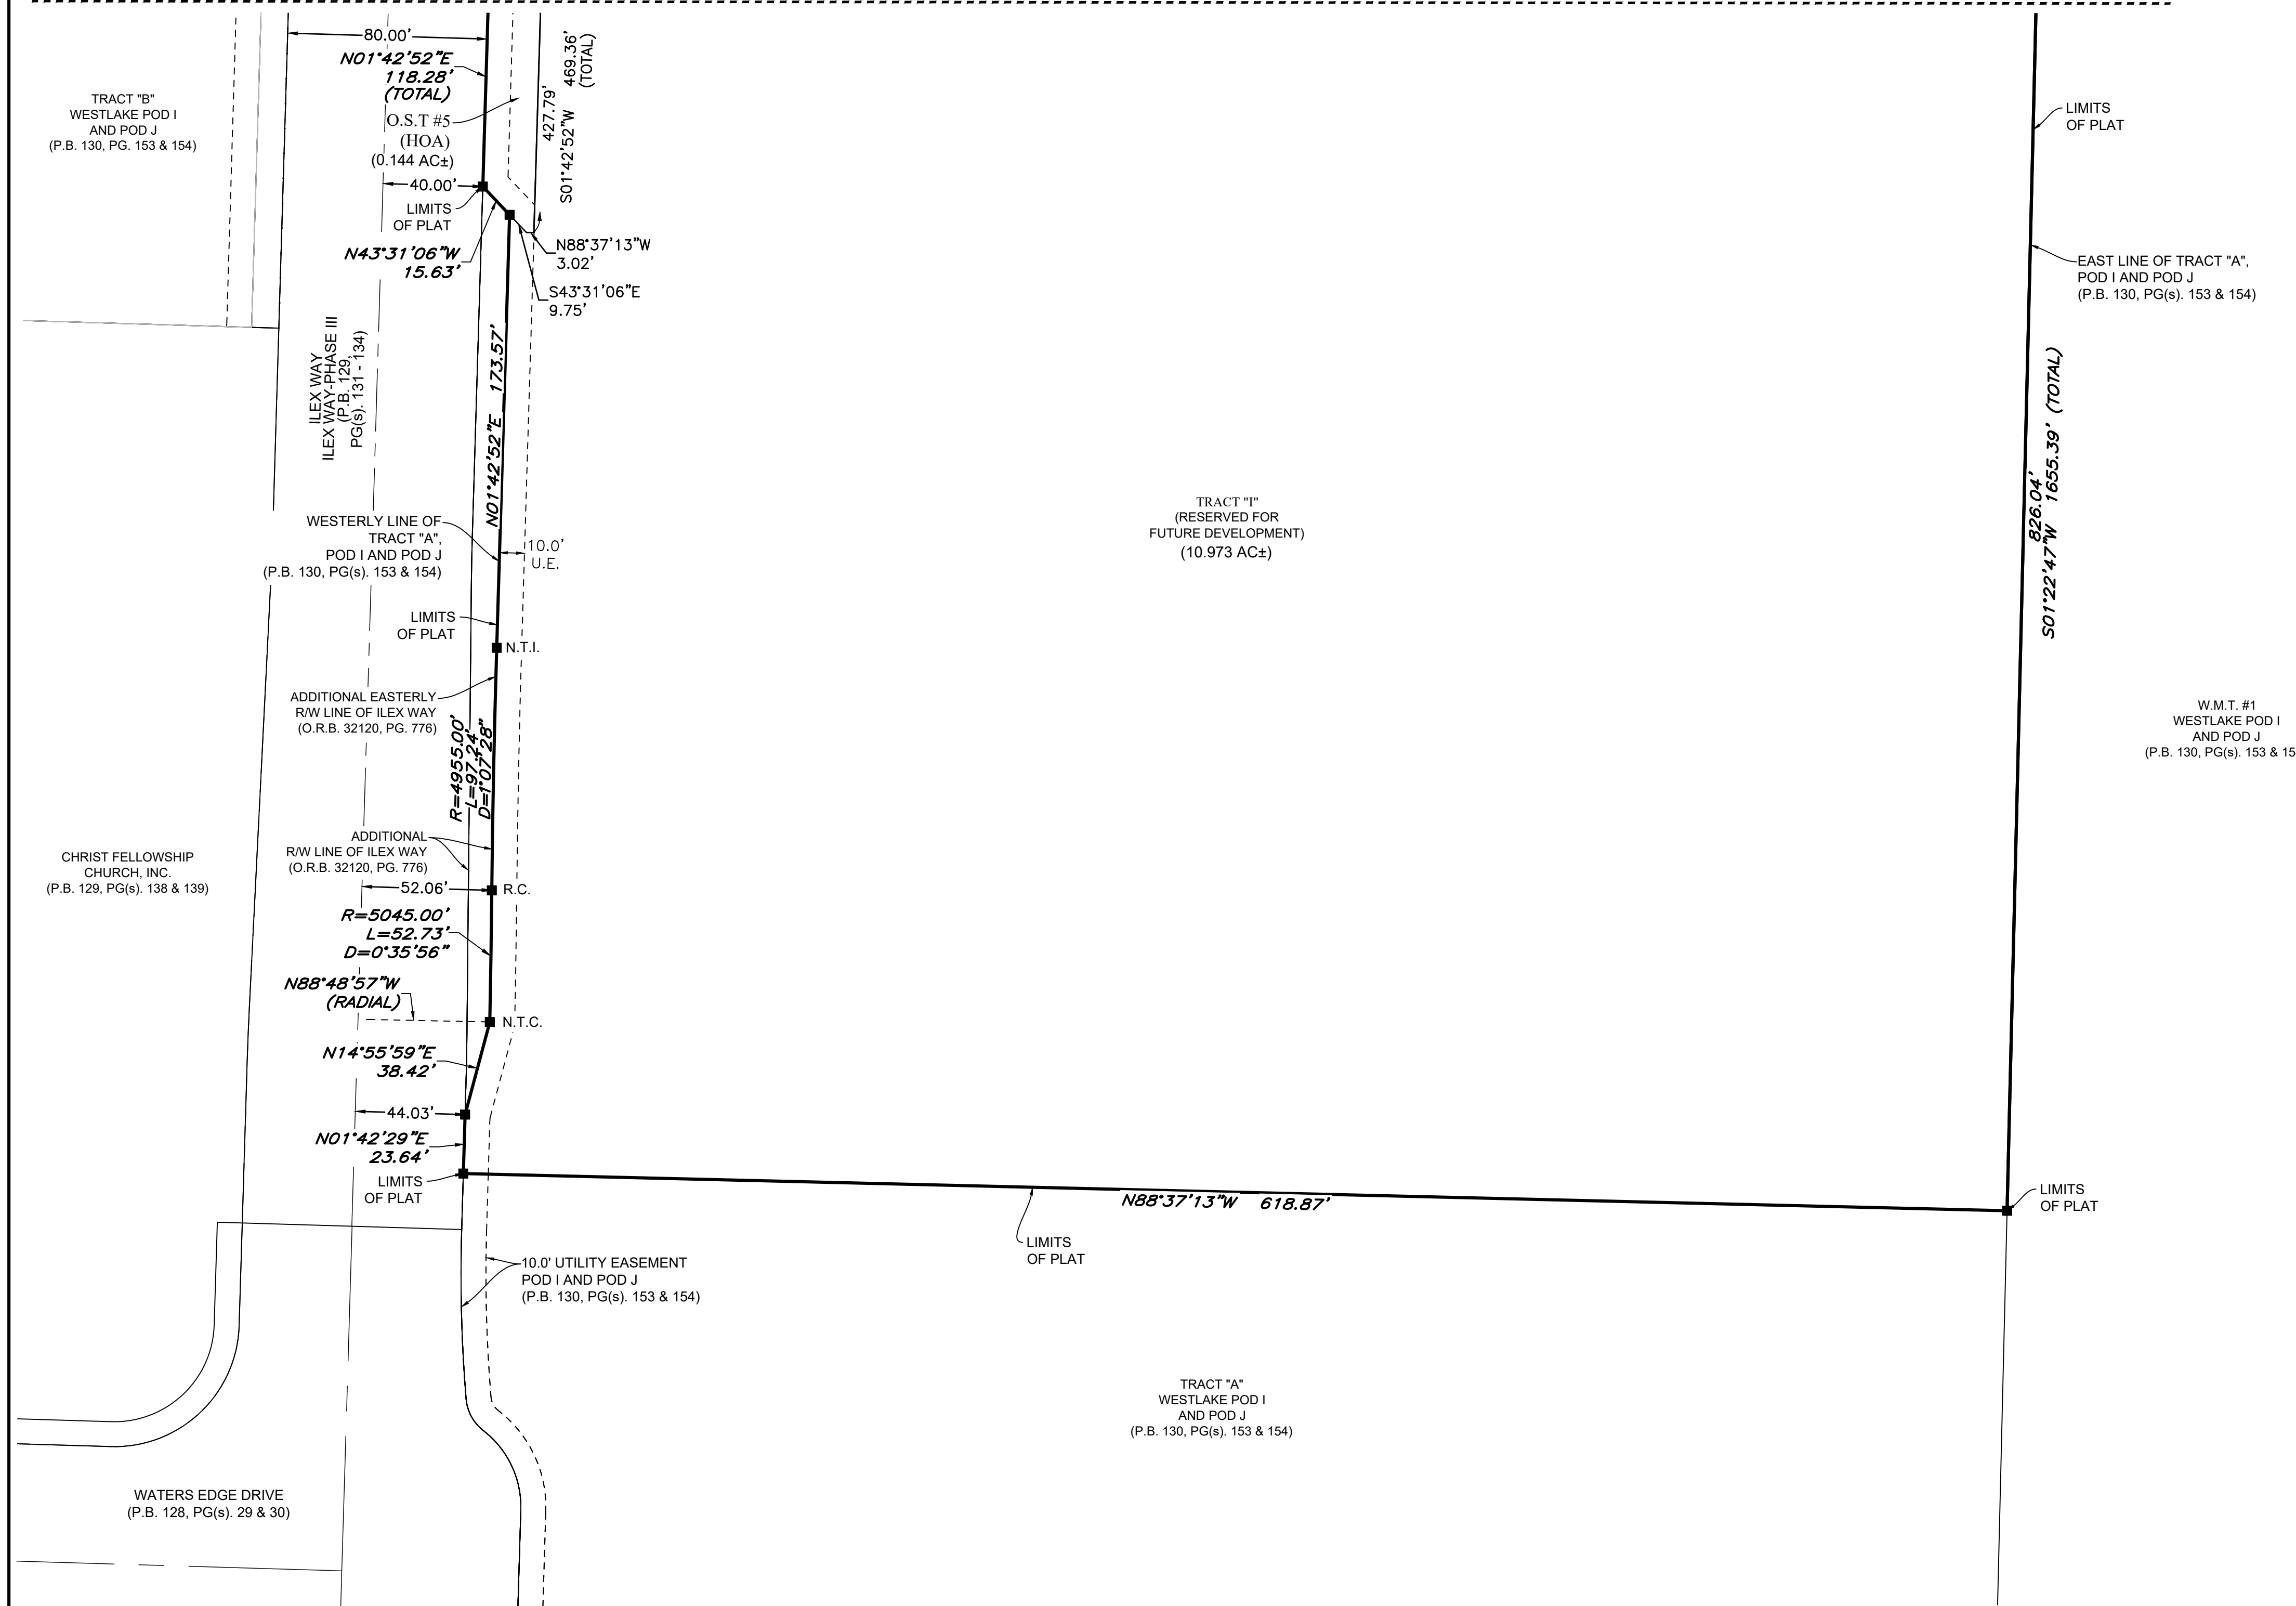 80.00'
N01°42'52"E
118.28'
(TOTAL)
O.S.T #5
(HOA)
(0.144 AC±)
40.00'
LIMITS
OF PLAT
N43°31'06"W
15.63'
427.79'
S01°42'52"W 469.36'
(TOTAL)
N88°37'13"W
3.02'
S43°31'06"E
9.75'
TRACT "B"
WESTLAKE POD I
AND POD J
(P.B. 130, PG. 153 & 154)
LIMITS
OF PLAT
EAST LINE OF TRACT "A",
POD I AND POD J
(P.B. 130, PG(s). 153 & 154)
ILEX WAY
ILEX WAY-PHASE III
(P.B. 129,
PG(s). 131 - 134)
N01°42'52"E 173.57'
WESTERLY LINE OF
TRACT "A",
POD I AND POD J
(P.B. 130, PG(s). 153 & 154)
10.0'
U.E.
TRACT "I"
(RESERVED FOR
FUTURE DEVELOPMENT)
(10.973 AC±)
826.04'
S01°22'47"W 1655.39' (TOTAL)
LIMITS
OF PLAT
N.T.I.
ADDITIONAL EASTERLY
R/W LINE OF ILEX WAY
(O.R.B. 32120, PG. 776)
R=4955.00'
L=97.24'
D=1°07'28"
W.M.T. #1
WESTLAKE POD I
AND POD J
(P.B. 130, PG(s). 153 & 15
ADDITIONAL
R/W LINE OF ILEX WAY
(O.R.B. 32120, PG. 776)
CHRIST FELLOWSHIP
CHURCH, INC.
(P.B. 129, PG(s). 138 & 139)
52.06'
R.C.
R=5045.00'
L=52.73'
D=0°35'56"
N88°48'57"W
(RADIAL)
N.T.C.
N14°55'59"E
38.42'
44.03'
N01°42'29"E
23.64'
LIMITS
OF PLAT
N88°37'13"W 618.87'
LIMITS
OF PLAT
LIMITS
OF PLAT
10.0' UTILITY EASEMENT
POD I AND POD J
(P.B. 130, PG(s). 153 & 154)
TRACT "A"
WESTLAKE POD I
AND POD J
(P.B. 130, PG(s). 153 & 154)
WATERS EDGE DRIVE
(P.B. 128, PG(s). 29 & 30)